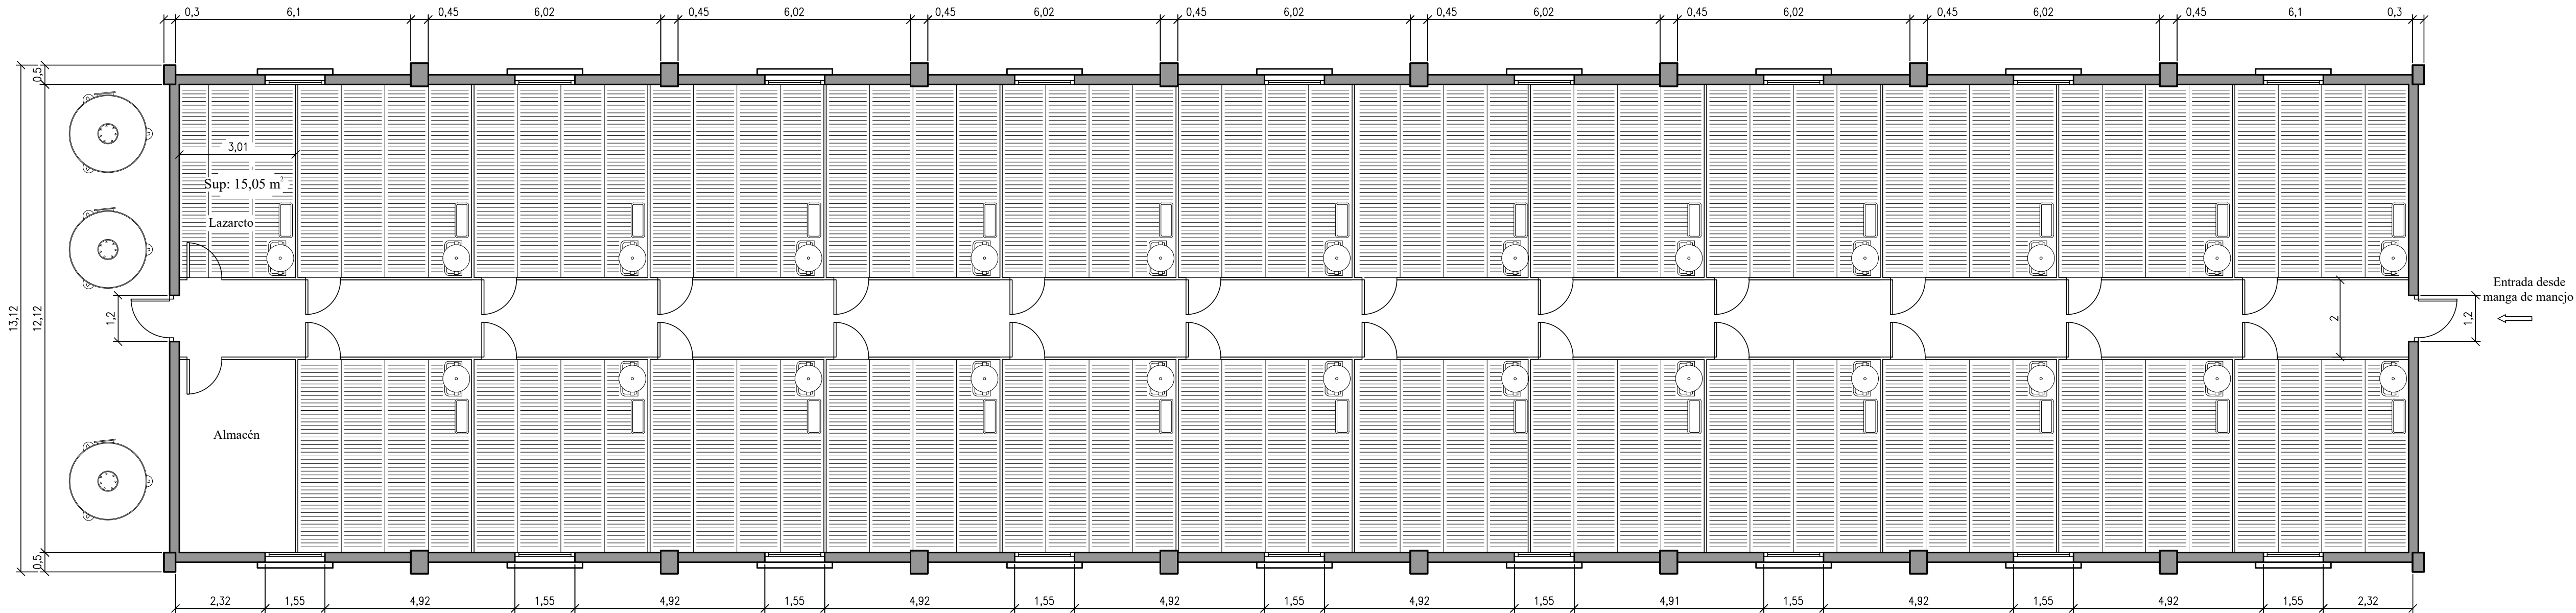 0,3 6,1 0,45 6,02 0,45 6,02 0,45 6,02 0,45 6,02 0,45 6,02 0,45 6,02 0,45 6,02 0,45 6,1 0,3
0,5
3,01
Sup: 15,05 m²
Lazareto
Entrada desde
manga de manejo
13,12
12,12
1,2
2
1,2
Almacén
0,5
2,32 1,55 4,92 1,55 4,92 1,55 4,92 1,55 4,92 1,55 4,92 1,55 4,91 1,55 4,92 1,55 4,92 1,55 2,32